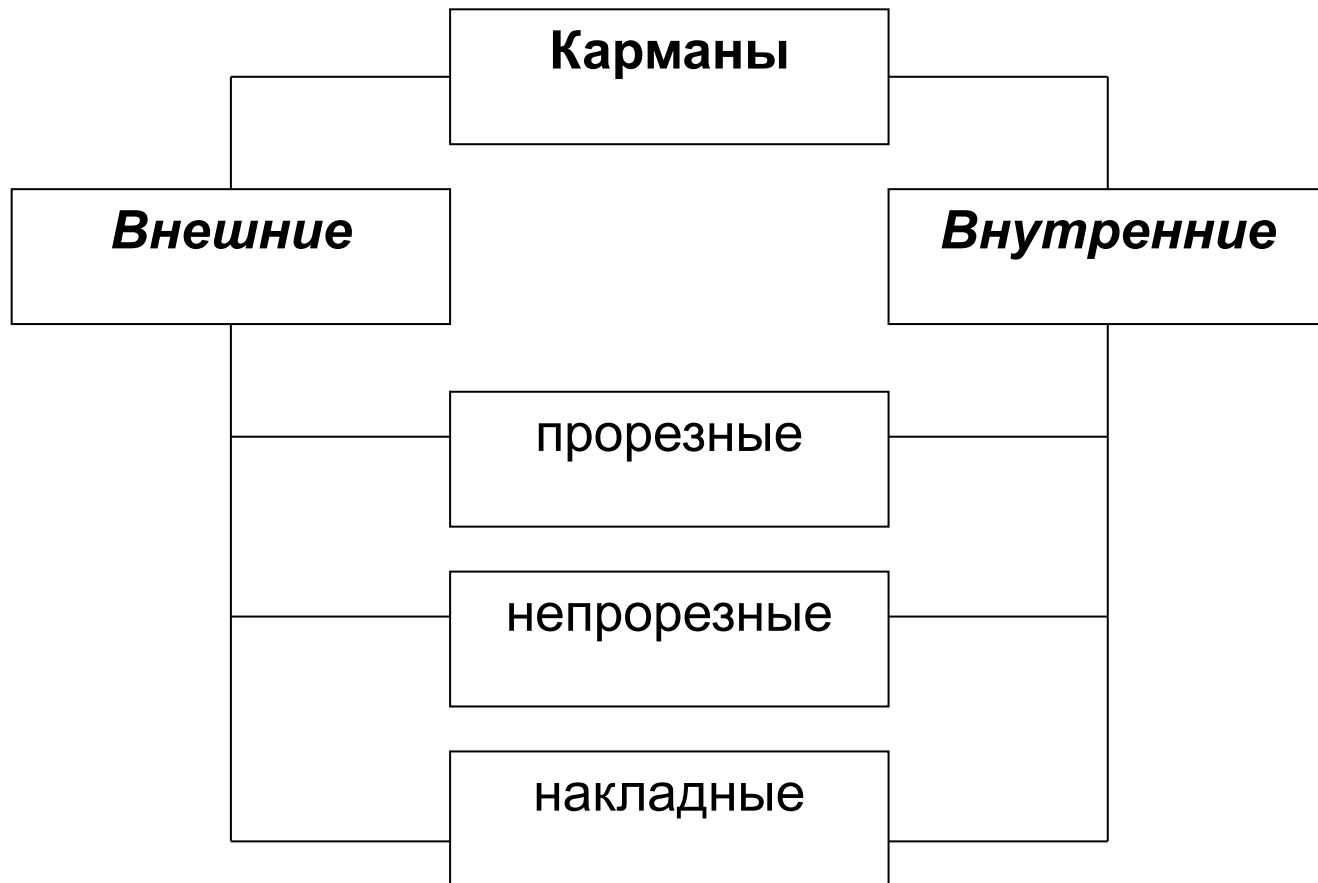 Карманы
Внешние
Внутренние
прорезные
непрорезные
накладные